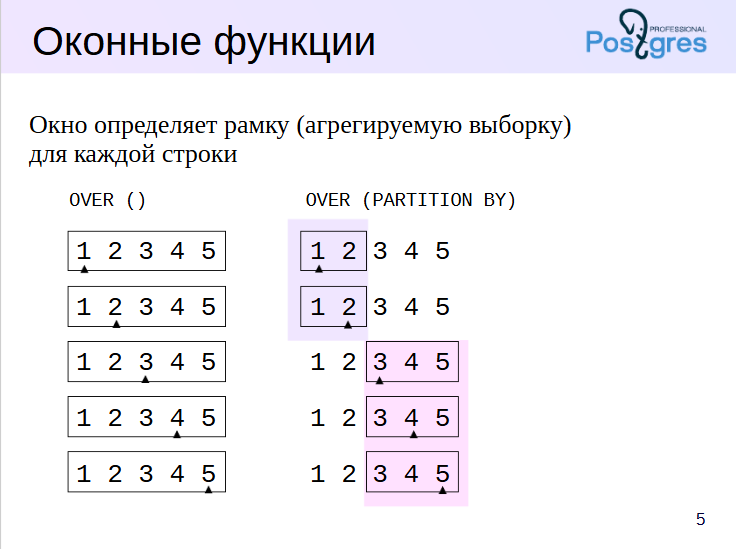 Оконные функции
PROFESSIONAL
Postgres
Окно определяет рамку (агрегируемую выборку)
для каждой строки
OVER ()
1 2 3 4 5
1 2 3 4 5
1 2 3 4 5
1 2 3 4 5
1 2 3 4 5
OVER (PARTITION BY)
1 2 3 4 5
1 2 3 4 5
1 2 3 4 5
1 2 3 4 5
1 2 3 4 5
5